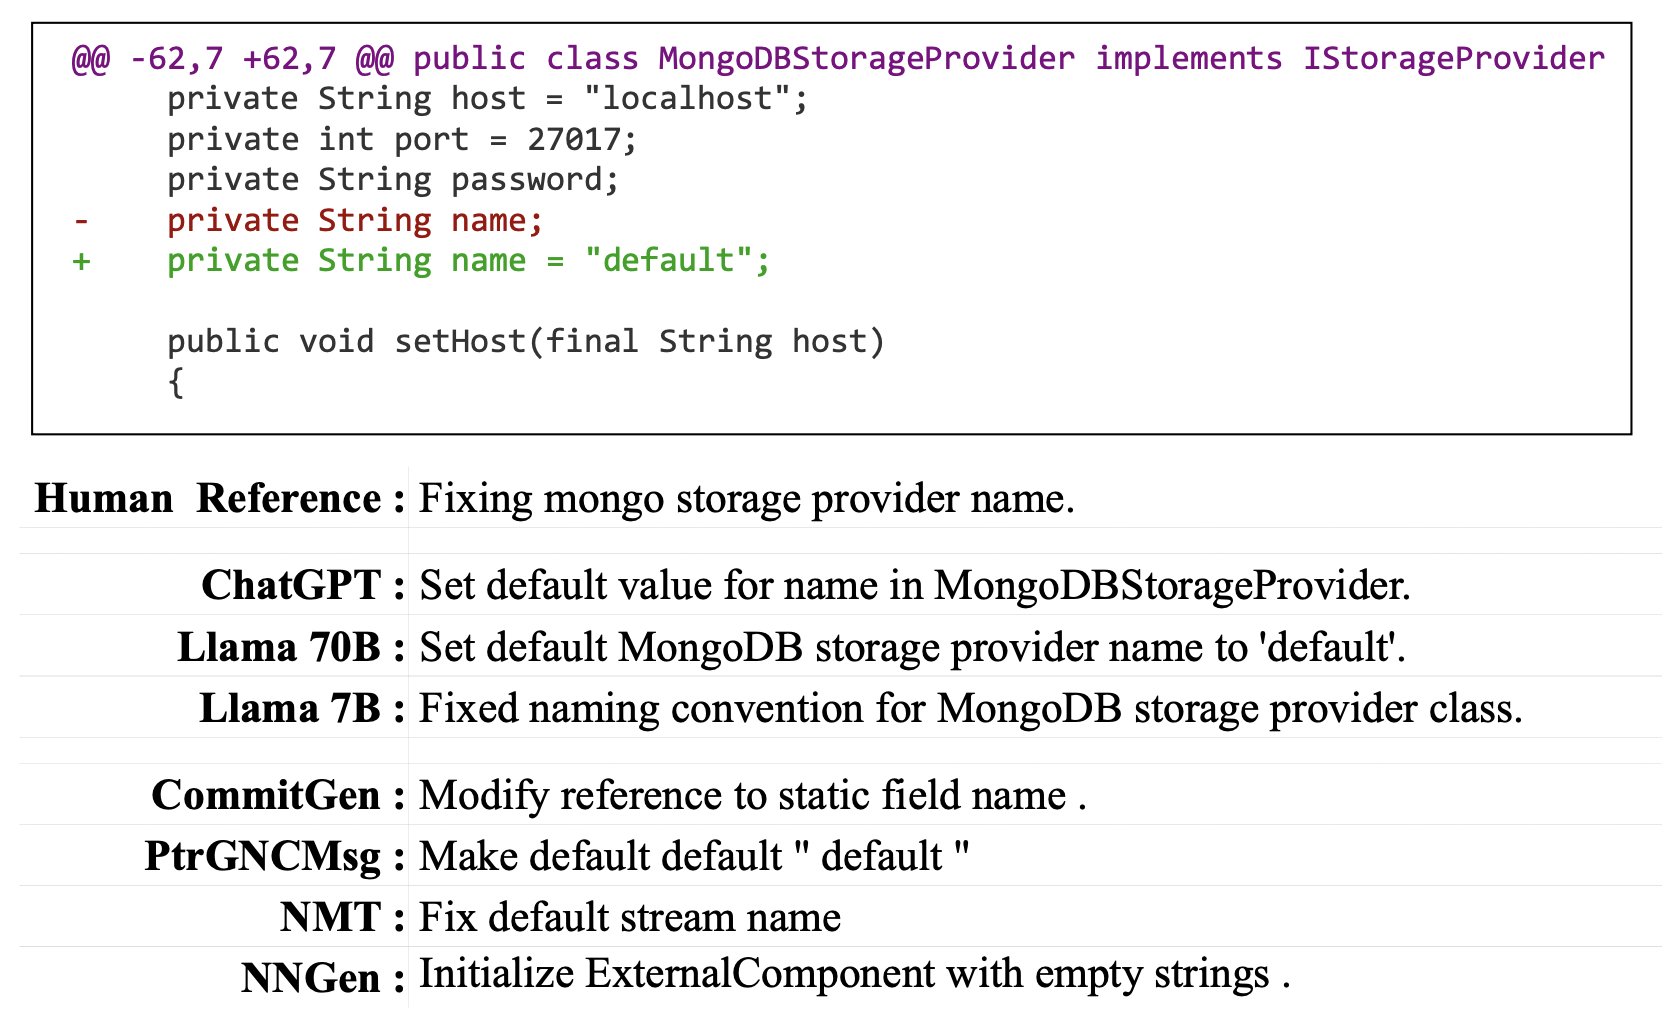 @@ -62,7 +62,7 @@ public class MongoDBStorageProvider implements IStorageProvider
private String host = "localhost";
private int port = 27017;
private String password;
- private String name;
+ private String name = "default";
public void setHost(final String host)
{
Human Reference : Fixing mongo storage provider name.
ChatGPT : Set default value for name in MongoDBStorageProvider.
Llama 70B : Set default MongoDB storage provider name to 'default'.
Llama 7B : Fixed naming convention for MongoDB storage provider class.
CommitGen : Modify reference to static field name .
PtrGNCMsg : Make default default " default "
NMT : Fix default stream name
NNGen : Initialize ExternalComponent with empty strings .